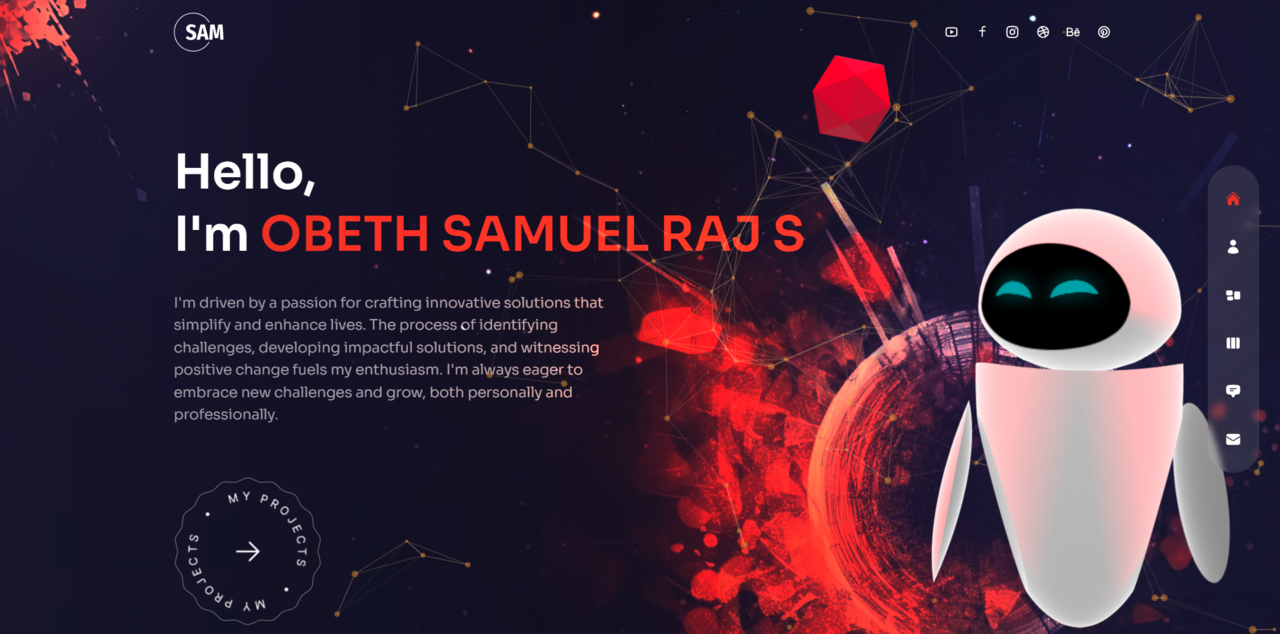 SAM
Bē
Hello,
I'm OBETH SAMUEL RAJ S
I'm driven by a passion for crafting innovative solutions that
simplify and enhance lives. The process of identifying
challenges, developing impactful solutions, and witnessing
positive change fuels my enthusiasm. I'm always eager to
embrace new challenges and grow, both personally and
professionally.
MY PROJECTS • MY PROJECTS •